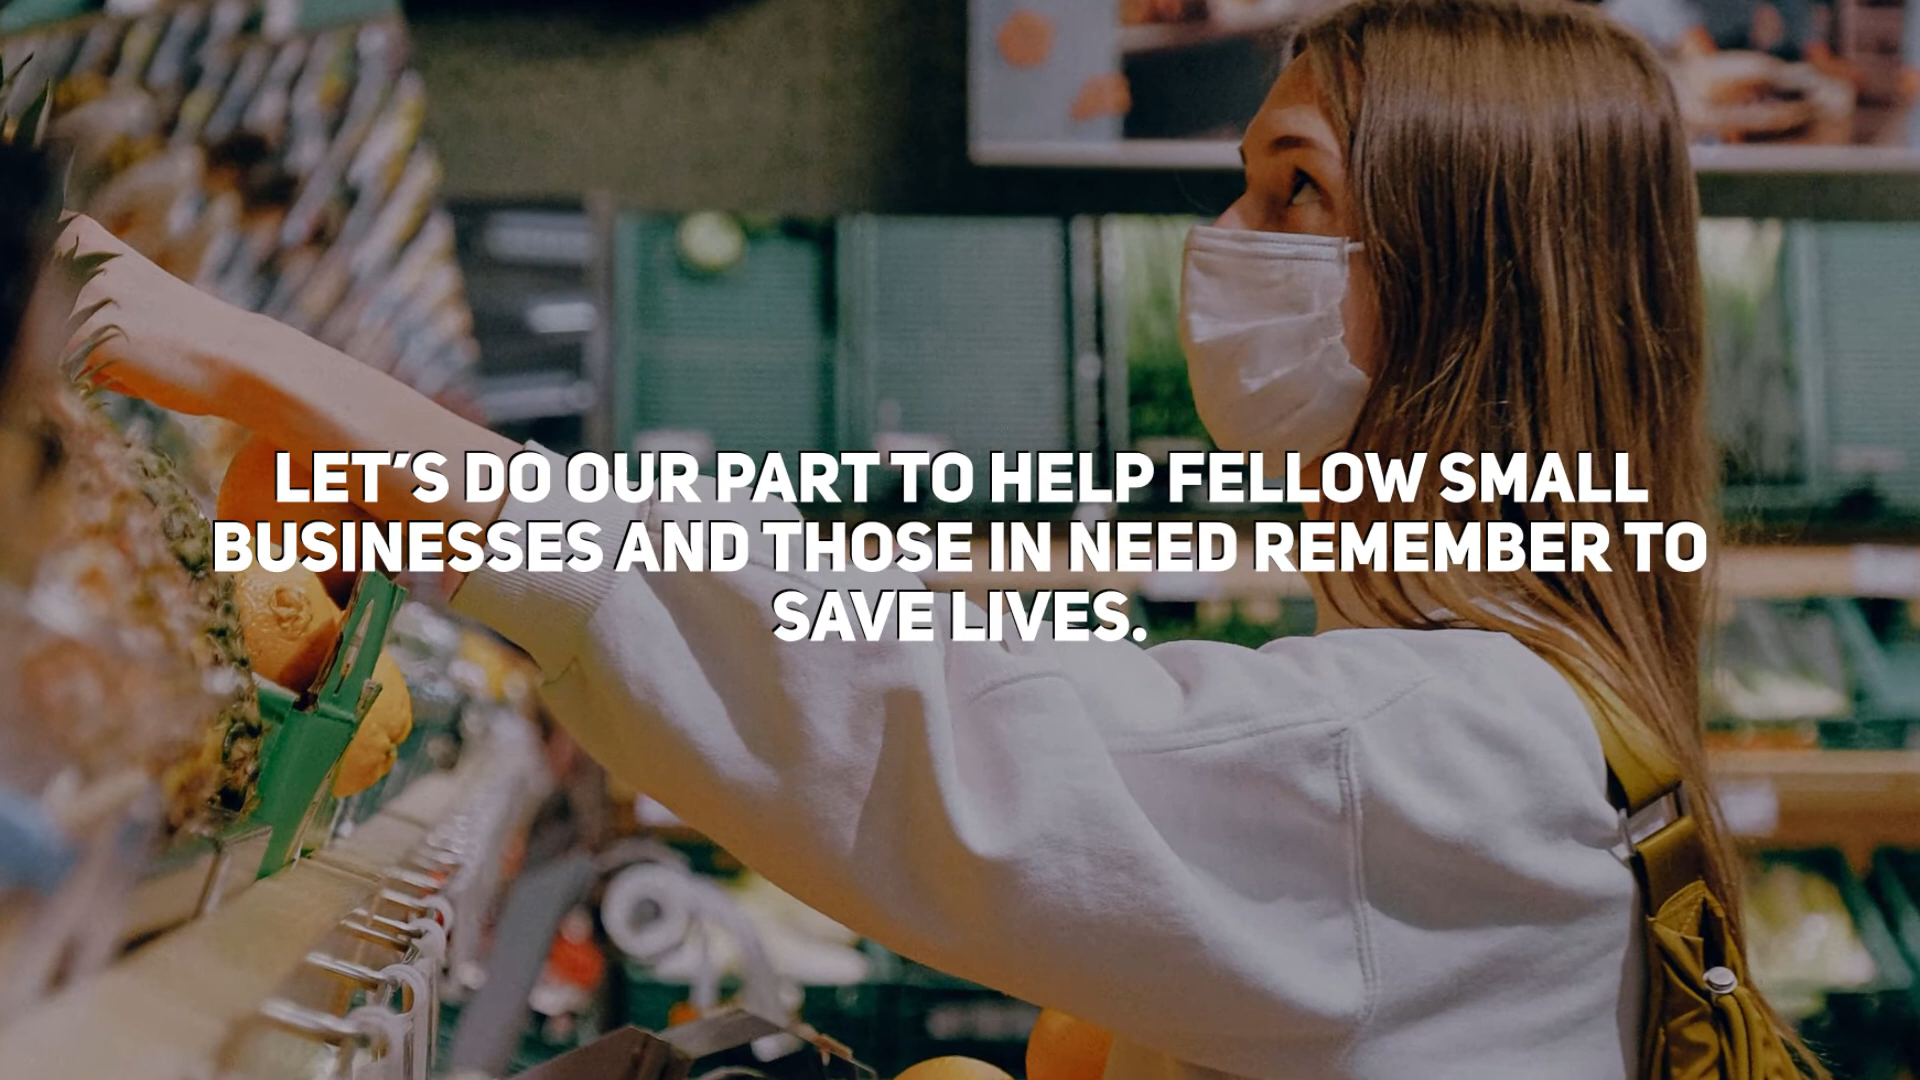 LET'S DO OUR PART TO HELP FELLOW SMALL
BUSINESSES AND THOSE IN NEED REMEMBER TO
SAVE LIVES.